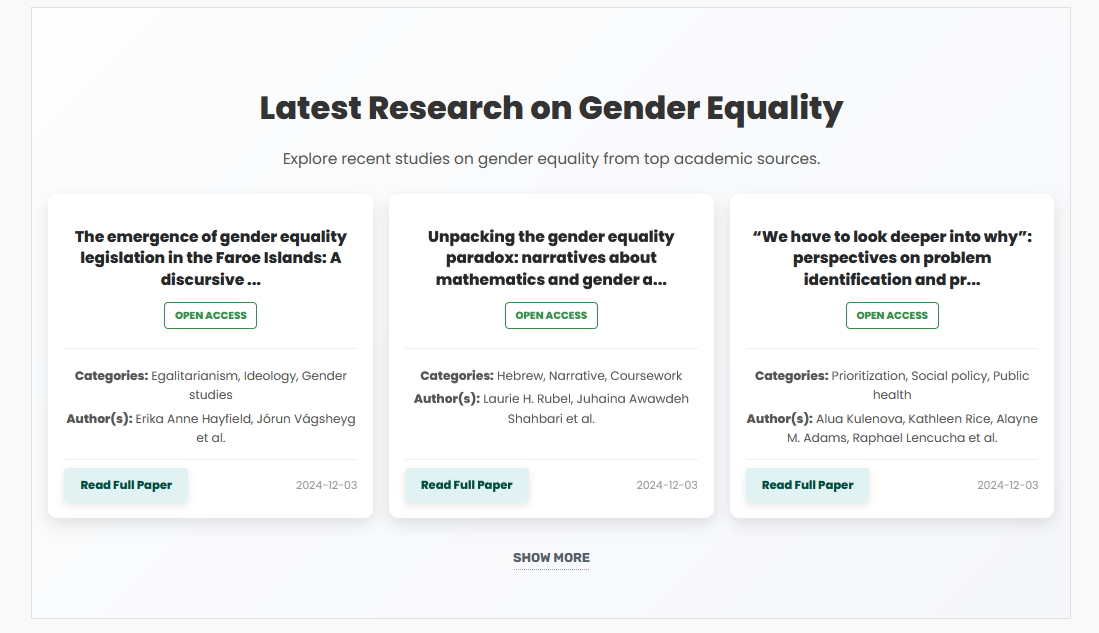 Latest Research on Gender Equality
Explore recent studies on gender equality from top academic sources.
The emergence of gender equality
legislation in the Faroe Islands: A
discursive ...
OPEN ACCESS
Categories: Egalitarianism, Ideology, Gender
studies
Author(s): Erika Anne Hayfield, Jórun Vágsheyg
et al.
Read Full Paper
2024-12-03
Unpacking the gender equality
paradox: narratives about
mathematics and gender a...
OPEN ACCESS
Categories: Hebrew, Narrative, Coursework
Author(s): Laurie H. Rubel, Juhaina Awawdeh
Shahbari et al.
Read Full Paper
2024-12-03
“We have to look deeper into why”:
perspectives on problem
identification and pr...
OPEN ACCESS
Categories: Prioritization, Social policy, Public
health
Author(s): Alua Kulenova, Kathleen Rice, Alayne
M. Adams, Raphael Lencucha et al.
Read Full Paper
2024-12-03
SHOW MORE